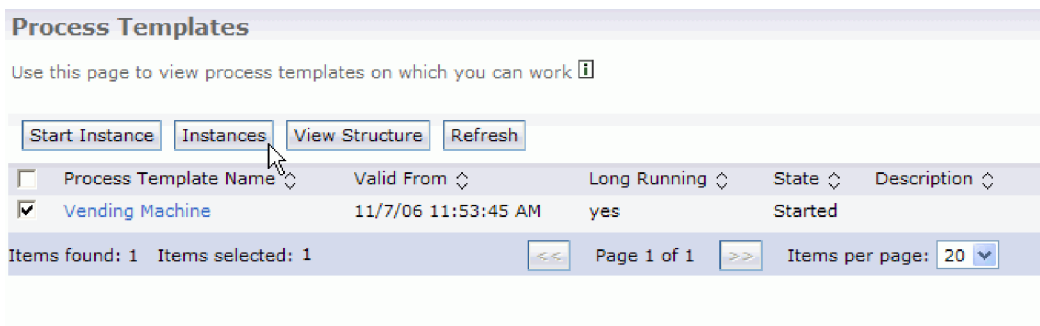 Process Templates
Use this page to view process templates on which you can work i
Start Instance Instances View Structure Refresh
Process Template Name Valid From Long Running State Description
Vending Machine 11/7/06 11:53:45 AM yes Started
Items found: 1 Items selected: 1 << Page 1 of 1 >> Items per page: 20